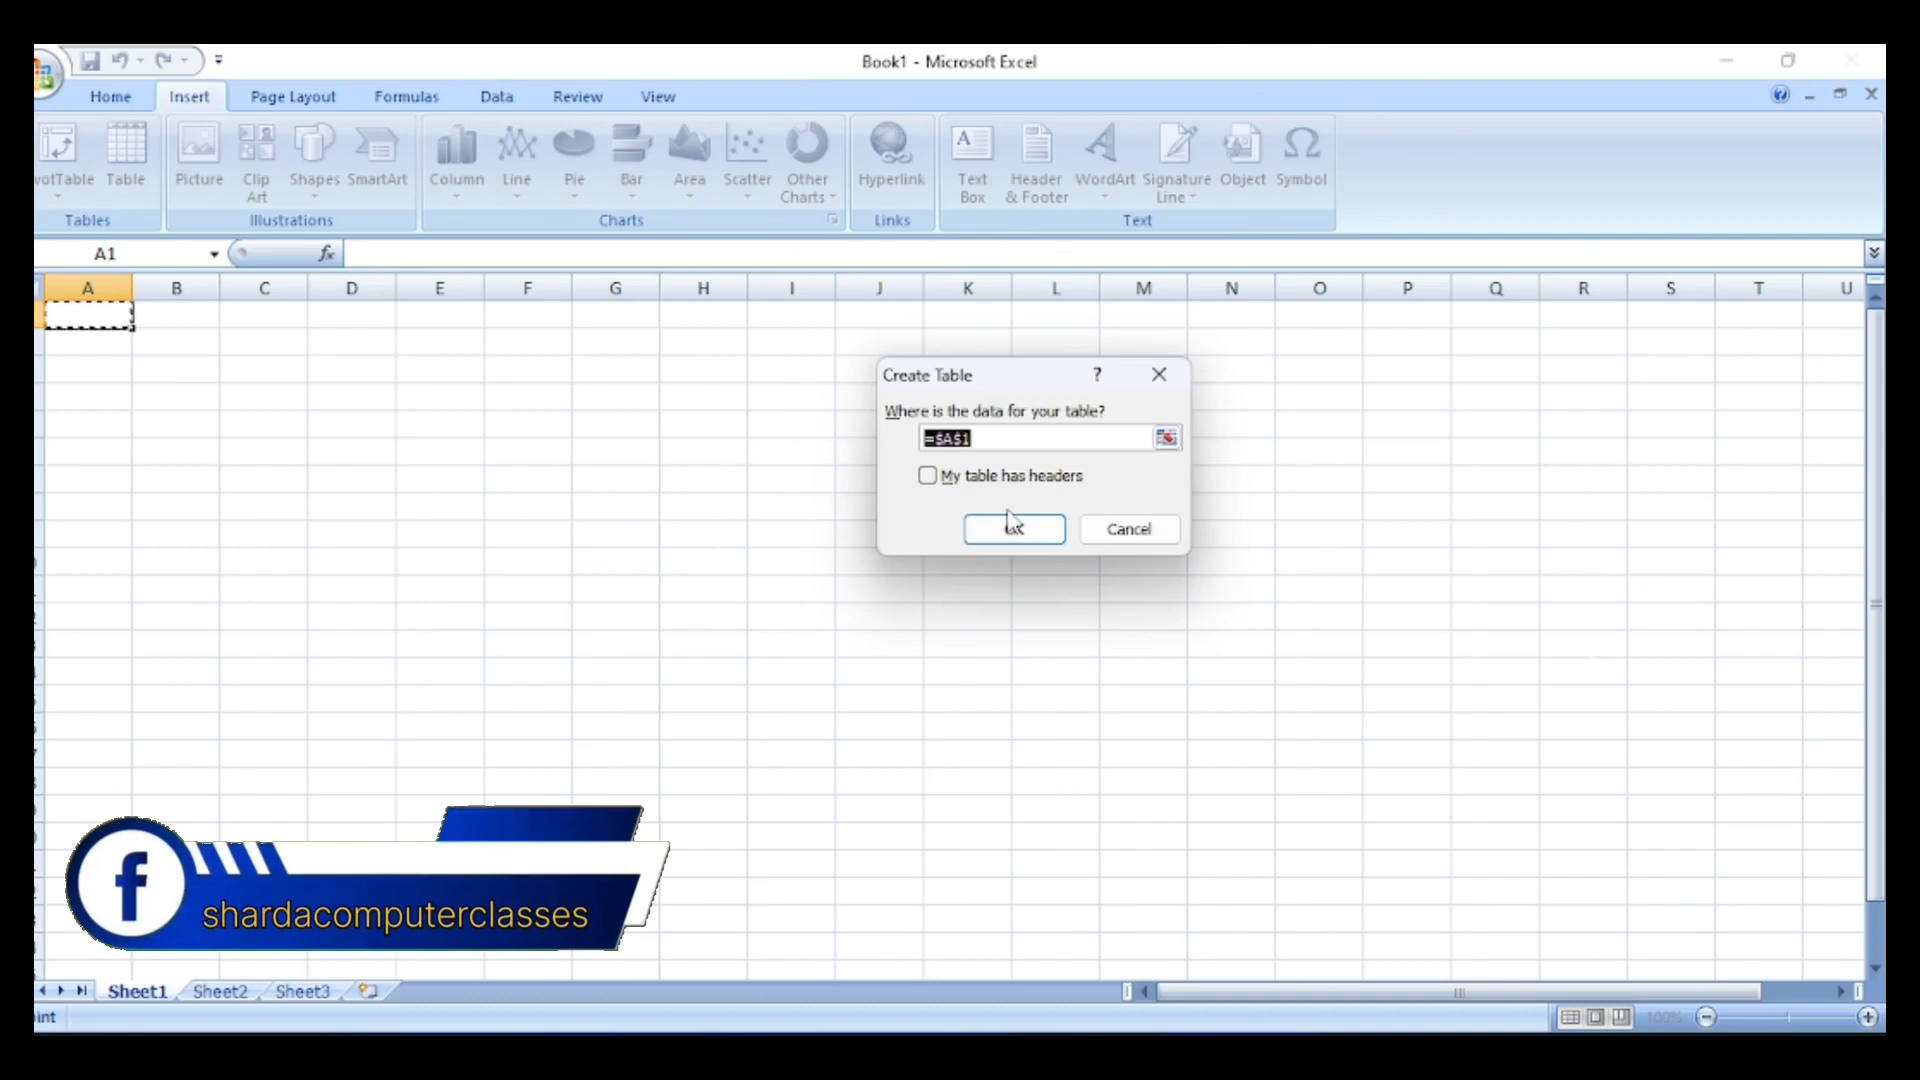 Book1 - Microsoft Excel
Home Insert Page Layout Formulas Data Review View
votTable Table Picture Clip Art Shapes SmartArt Column Line Pie Bar Area Scatter Other Charts Hyperlink Text Box Header & Footer WordArt Signature Line Object Symbol
Tables Illustrations Charts Links Text
A1 fx
A B C D E F G H I J K L M N O P Q R S T U
Create Table ?
Where is the data for your table?
=$A$1
My table has headers
Cancel
f
shardacomputerclasses
Sheet1 Sheet2 Sheet3
int 100%